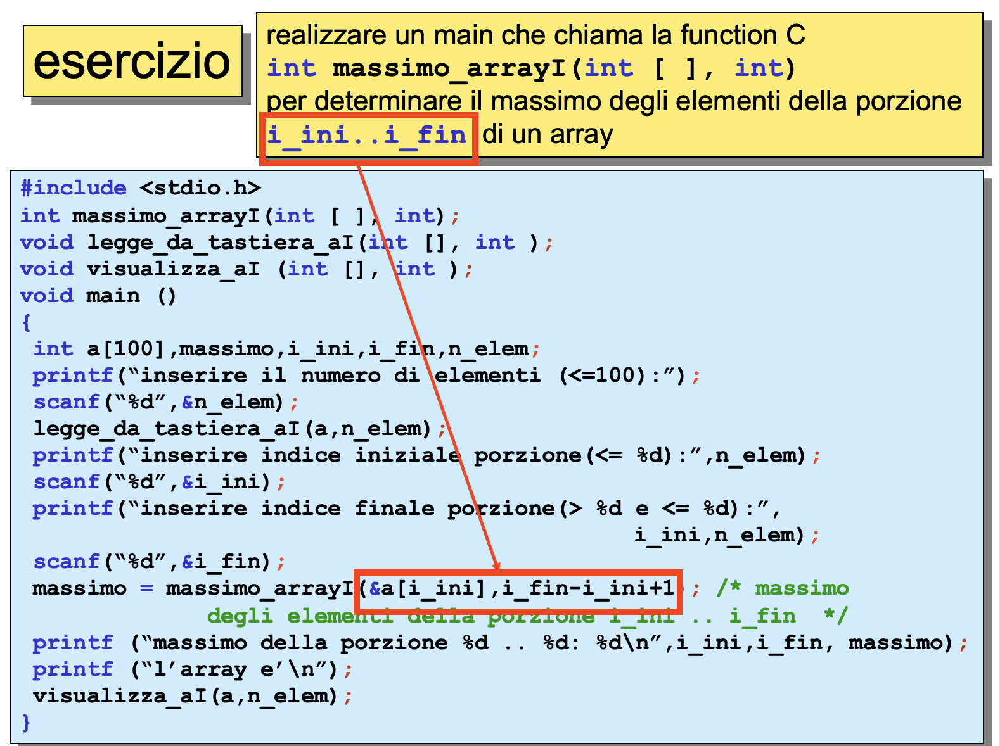 esercizio
realizzare un main che chiama la function C
int massimo_arrayI(int [ ], int)
per determinare il massimo degli elementi della porzione
i_ini..i_fin di un array
#include <stdio.h>
int massimo_arrayI(int [ ], int);
void legge_da_tastiera_aI(int [], int );
void visualizza_aI (int [], int );
void main ()
{
int a[100],massimo,i_ini,i_fin,n_elem;
printf(“inserire il numero di elementi (<=100):”);
scanf(“%d”,&n_elem);
legge_da_tastiera_aI(a,n_elem);
printf(“inserire indice iniziale porzione(<= %d):”,n_elem);
scanf(“%d”,&i_ini);
printf(“inserire indice finale porzione(> %d e <= %d):”,
i_ini,n_elem);
scanf(“%d”,&i_fin);
massimo = massimo_arrayI(&a[i_ini],i_fin-i_ini+1); /* massimo
degli elementi della porzione i_ini .. i_fin */
printf (“massimo della porzione %d .. %d: %d\n”,i_ini,i_fin, massimo);
printf (“l’array e’\n”);
visualizza_aI(a,n_elem);
}